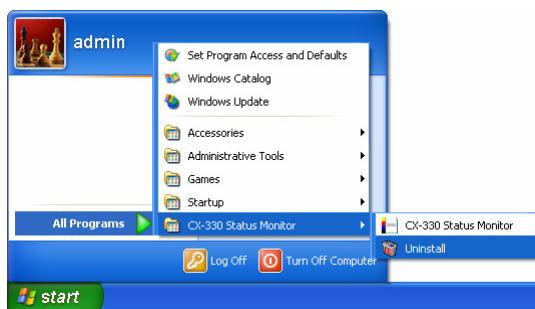 admin
Set Program Access and Defaults
Windows Catalog
Windows Update
Accessories
Administrative Tools
Games
Startup
All Programs
CX-330 Status Monitor
CX-330 Status Monitor
Uninstall
Log Off
Turn Off Computer
start